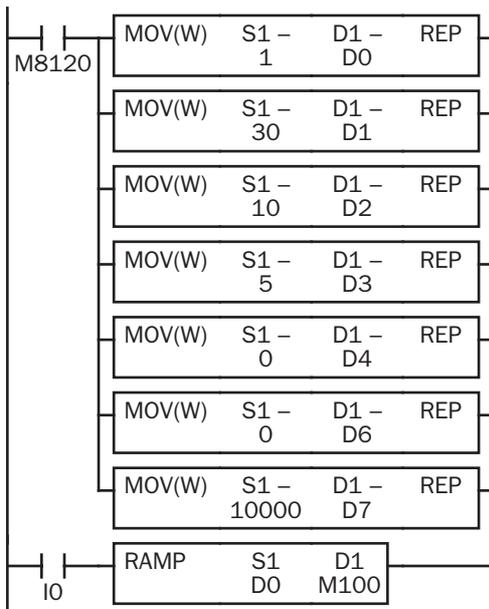 MOV(W) S1 – D1 – REP
1 D0
M8120
MOV(W) S1 – D1 – REP
30 D1
MOV(W) S1 – D1 – REP
10 D2
MOV(W) S1 – D1 – REP
5 D3
MOV(W) S1 – D1 – REP
0 D4
MOV(W) S1 – D1 – REP
0 D6
MOV(W) S1 – D1 – REP
10000 D7
RAMP S1 D1
D0 M100
I0